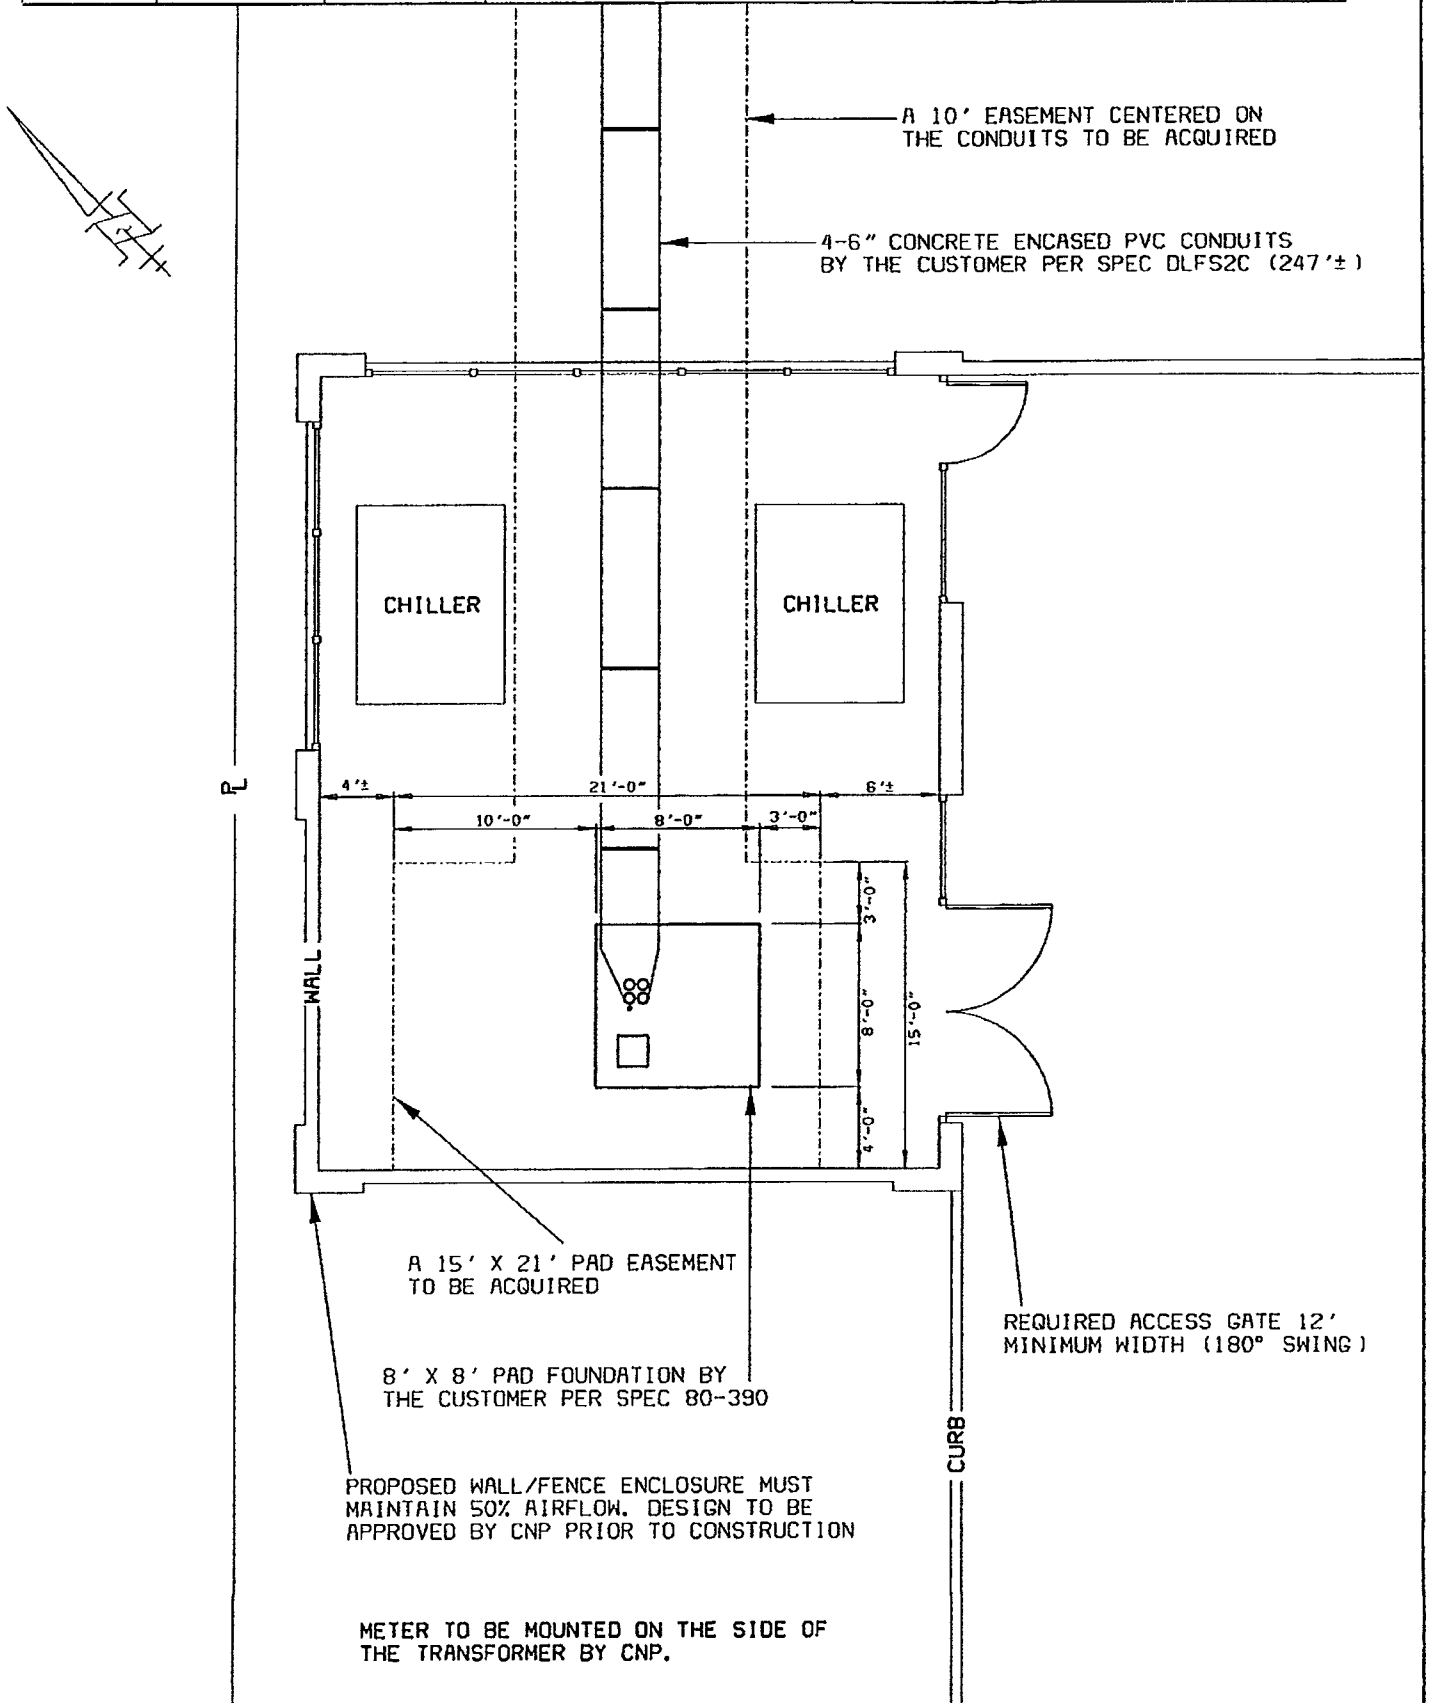 A 10' EASEMENT CENTERED ON
THE CONDUITS TO BE ACQUIRED
4-6" CONCRETE ENCASED PVC CONDUITS
BY THE CUSTOMER PER SPEC DLFS2C (247'±)
CHILLER
CHILLER
PL
4'±
21'-0"
6'±
10'-0"
8'-0"
3'-0"
3'-0"
WALL
8'-0"
15'-0"
4'-0"
A 15' X 21' PAD EASEMENT
TO BE ACQUIRED
REQUIRED ACCESS GATE 12'
MINIMUM WIDTH (180° SWING)
8' X 8' PAD FOUNDATION BY
THE CUSTOMER PER SPEC 80-390
CURB
PROPOSED WALL/FENCE ENCLOSURE MUST
MAINTAIN 50% AIRFLOW. DESIGN TO BE
APPROVED BY CNP PRIOR TO CONSTRUCTION
METER TO BE MOUNTED ON THE SIDE OF
THE TRANSFORMER BY CNP.